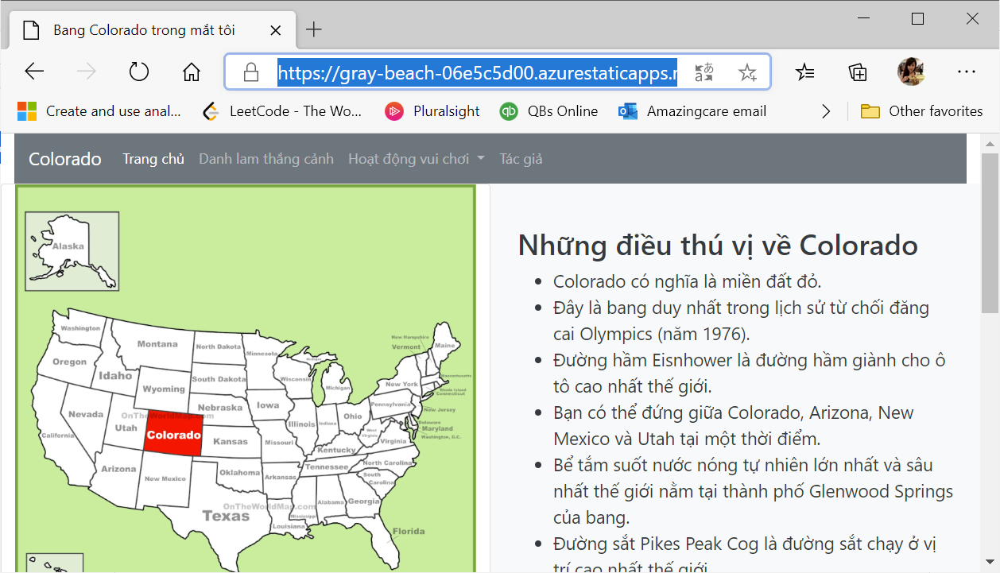 Bang Colorado trong mắt tôi
https://gray-beach-06e5c5d00.azurestaticapps.
Create and use anal... LeetCode - The Wo... Pluralsight QBs Online Amazingcare email Other favorites
Colorado Trang chủ Danh lam thắng cảnh Hoạt động vui chơi Tác giả
Alaska
Washington
Montana
North Dakota
Minnesota
New Hampshire
Vermont
Maine
Oregon
Idaho
South Dakota
Wisconsin
Michigan
Michigan
New York
Massachusetts
Rhode Island
Connecticut
Wyoming
Nebraska
Iowa
Pennsylvania
New Jersey
Nevada
OnTheWorldMap.com
Utah
Colorado
Kansas
Missouri
Illinois
Indiana
Ohio
West
Virginia
Virginia
Delaware
Maryland
Washington, D.C.
California
Kentucky
Arizona
New Mexico
Oklahoma
Arkansas
Tennessee
North Carolina
South
Carolina
OnTheWorldMap.com
Texas
Mississippi
Alabama
Georgia
Louisiana
Florida
Những điều thú vị về Colorado
Colorado có nghĩa là miền đất đỏ.
Đây là bang duy nhất trong lịch sử từ chối đăng
cai Olympics (năm 1976).
Đường hầm Eisnhower là đường hầm giành cho ô
tô cao nhất thế giới.
Bạn có thể đứng giữa Colorado, Arizona, New
Mexico và Utah tại một thời điểm.
Bể tắm suốt nước nóng tự nhiên lớn nhất và sâu
nhất thế giới nằm tại thành phố Glenwood Springs
của bang.
Đường sắt Pikes Peak Cog là đường sắt chạy ở vị
trí cao nhất thế giới